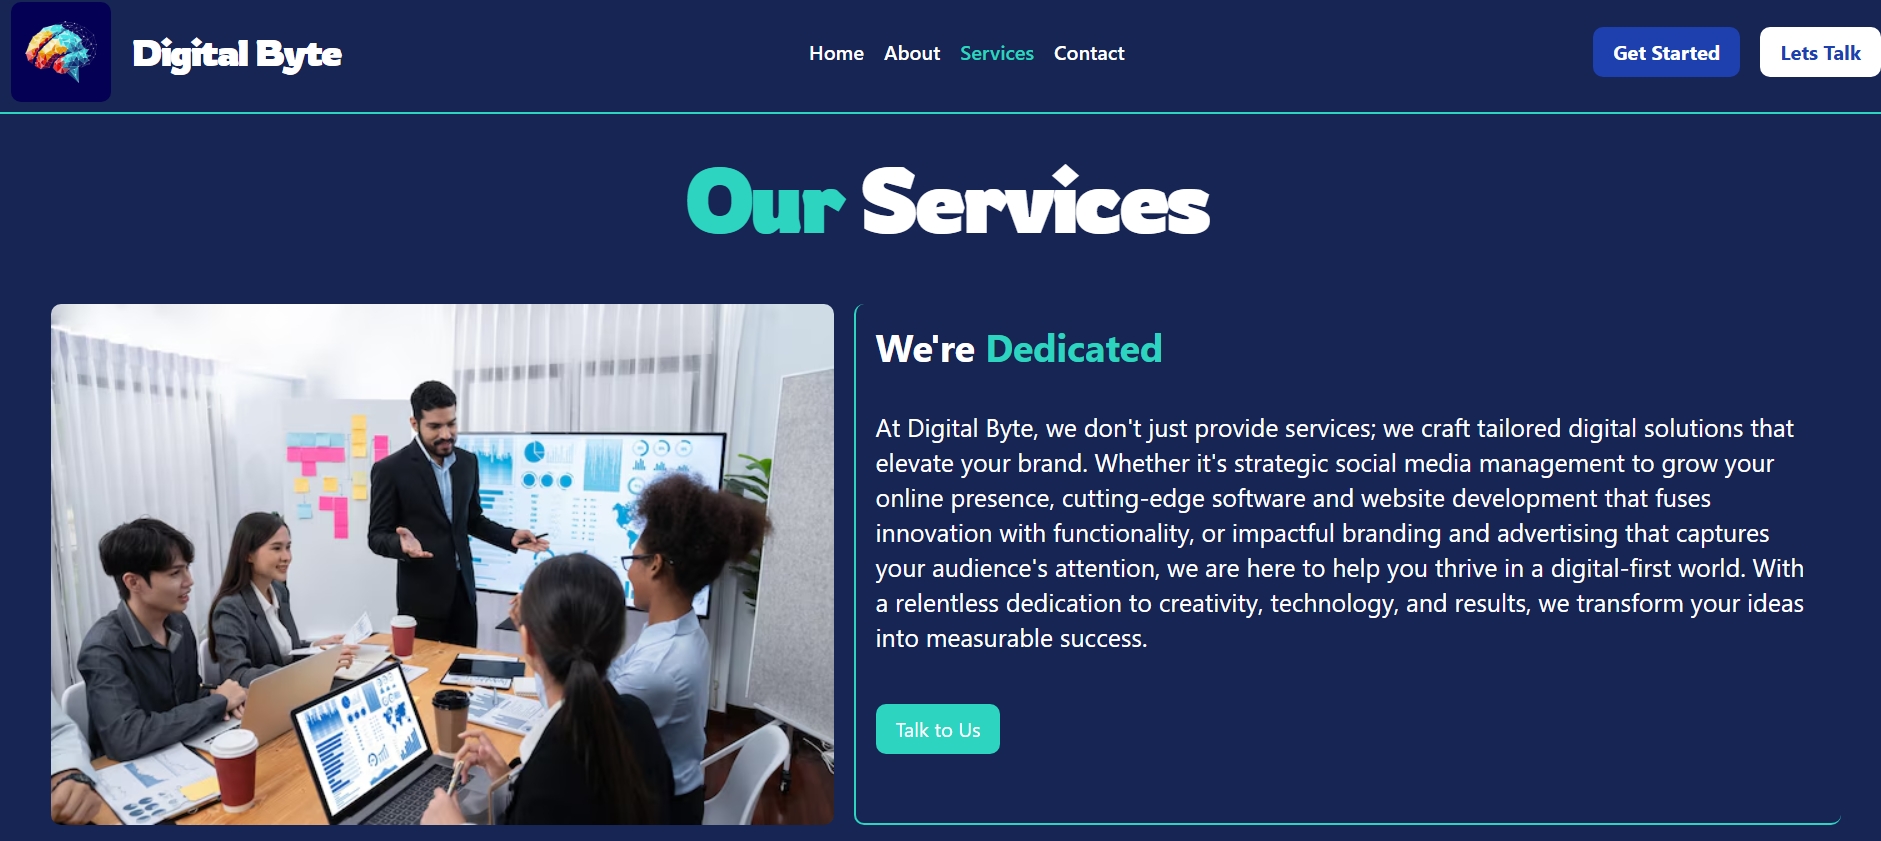 Digital Byte
Home About Services Contact
Get Started
Lets Talk
Our Services
We're Dedicated
At Digital Byte, we don't just provide services; we craft tailored digital solutions that
elevate your brand. Whether it's strategic social media management to grow your
online presence, cutting-edge software and website development that fuses
innovation with functionality, or impactful branding and advertising that captures
your audience's attention, we are here to help you thrive in a digital-first world. With
a relentless dedication to creativity, technology, and results, we transform your ideas
into measurable success.
Talk to Us